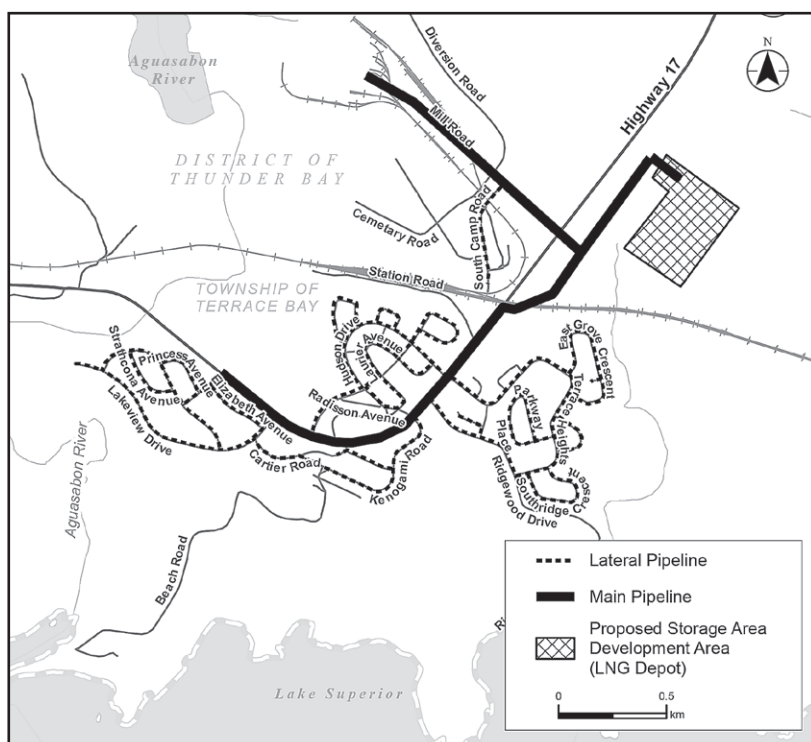 Aguasabon
River
Diversion Road
Highway 17
N
Mill Road
DISTRICT OF
THUNDER BAY
Cemetary Road
South Camp Road
Station Road
TOWNSHIP OF
TERRACE BAY
Hudson Drive
Laurier Avenue
East Grove Crescent
Princess Avenue
Strathcona Avenue
Elizabeth Avenue
Lakeview Drive
Radisson Avenue
Parkway
Place
Terrace Heights
Cartier Road
Kenogami Road
Southridge Crescent
Ridgewood Drive
Aguasabon River
Beach Road
Lake Superior
Lateral Pipeline
Main Pipeline
Proposed Storage Area
Development Area
(LNG Depot)
0
0.5
km